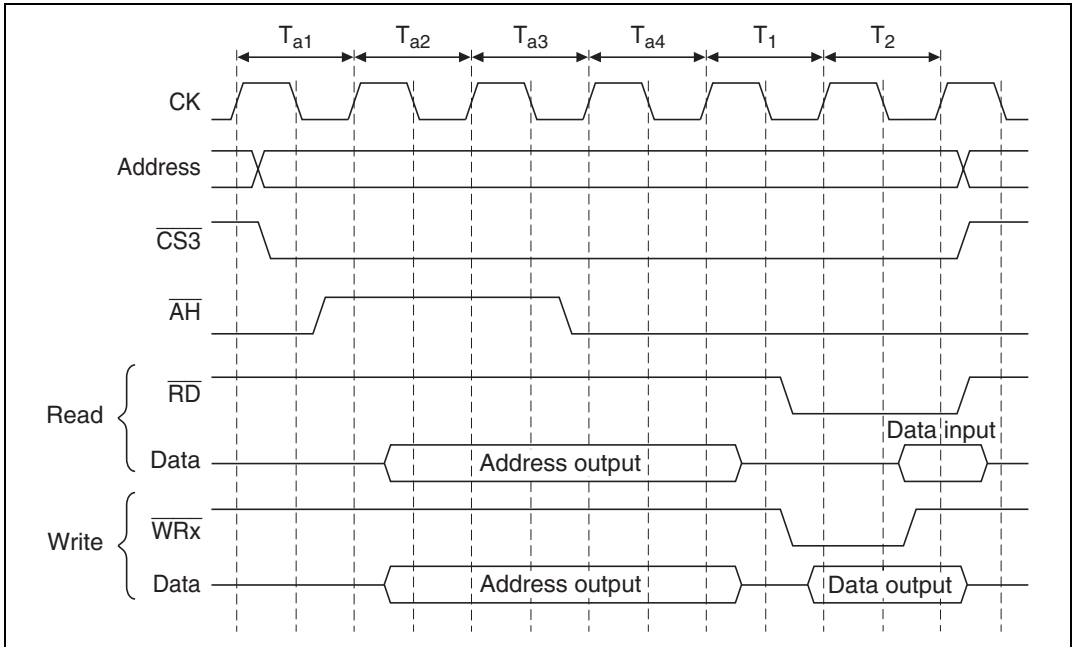 Ta1 Ta2 Ta3 Ta4 T1 T2
CK
Address
CS3
AH
Read
RD
Data input
Data Address output
Write
WRx
Data Address output Data output